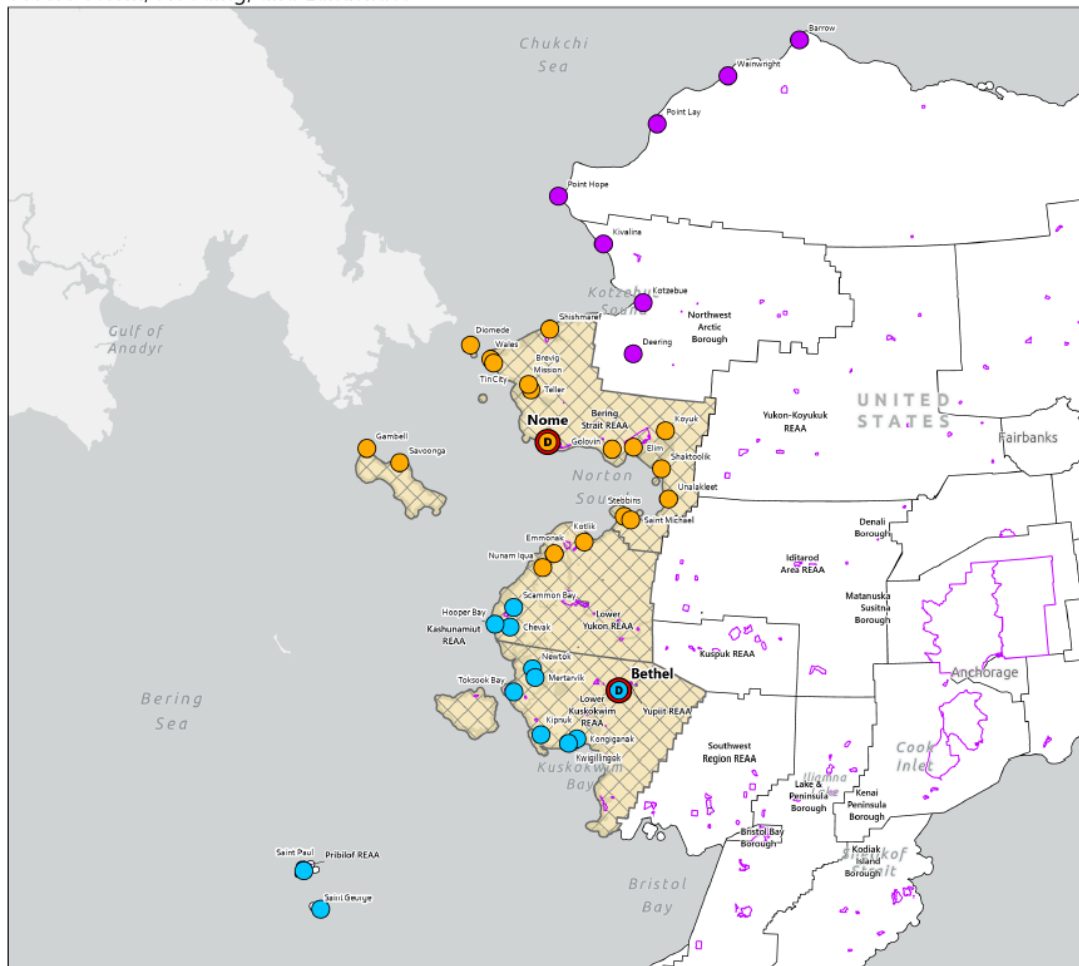 Chukchi
Sea
Barrow
Wainwright
Point Lay
Point Hope
Kivalina
Kotzebue
Kotzebue
Sound
Northwest
Arctic
Borough
Deering
Gulf of
Anadyr
Shishmaref
Diomede
Wales
Tin City
Brevig
Mission
Teller
Nome
D
Bering
Strait REAA
Golovin
Koyuk
Elim
Shaktoolik
Unalakleet
Yukon-Koyukuk
REAA
UNITED
STATES
Fairbanks
Gambell
Savoonga
Norton
Sound
Stebbins
Saint Michael
Kotlik
Emmonak
Nunam Iqua
Denali
Borough
Iditarod
Area REAA
Matanuska
Susitna
Borough
Scammon Bay
Hooper Bay
Kashunamiut
REAA
Chevak
Lower
Yukon REAA
Kuspuk REAA
Anchorage
Newtok
Mertarvik
Toksook Bay
Bethel
D
Lower
Kuskokwim
REAA
Yupiit REAA
Kipnuk
Kongiganak
Kwigillingok
Kuskokwim
Bay
Bering
Sea
Southwest
Region REAA
Cook
Inlet
Iliamna
Lake
Lake &
Peninsula
Borough
Kenai
Peninsula
Borough
Bristol Bay
Borough
Kodiak
Island
Borough
Shelikof
Strait
Saint Paul
Pribilof REAA
Saint George
Bristol
Bay